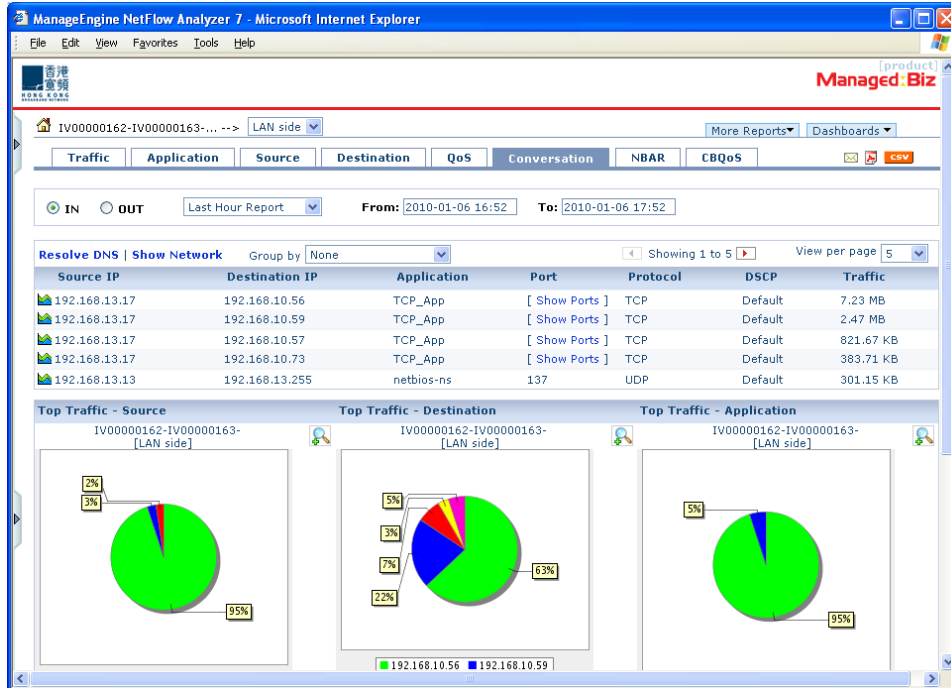 ManageEngine NetFlow Analyzer 7 - Microsoft Internet Explorer
File Edit View Favorites Tools Help
香港
寬頻
HONG KONG
BROADBAND NETWORK
[product]
Managed:Biz
IV00000162-IV00000163-... --> LAN side
More Reports Dashboards
Traffic Application Source Destination QoS Conversation NBAR CBQoS CSV
IN OUT Last Hour Report From: 2010-01-06 16:52 To: 2010-01-06 17:52
Resolve DNS | Show Network Group by None Showing 1 to 5 View per page 5
Source IP Destination IP Application Port Protocol DSCP Traffic
192.168.13.17 192.168.10.56 TCP_App [ Show Ports ] TCP Default 7.23 MB
192.168.13.17 192.168.10.59 TCP_App [ Show Ports ] TCP Default 2.47 MB
192.168.13.17 192.168.10.57 TCP_App [ Show Ports ] TCP Default 821.67 KB
192.168.13.17 192.168.10.73 TCP_App [ Show Ports ] TCP Default 383.71 KB
192.168.13.13 192.168.13.255 netbios-ns 137 UDP Default 301.15 KB
Top Traffic - Source Top Traffic - Destination Top Traffic - Application
IV00000162-IV00000163- IV00000162-IV00000163- IV00000162-IV00000163-
[LAN side] [LAN side] [LAN side]
2%
3%
95%
5%
3%
7%
22%
63%
5%
95%
192.168.10.56 192.168.10.59